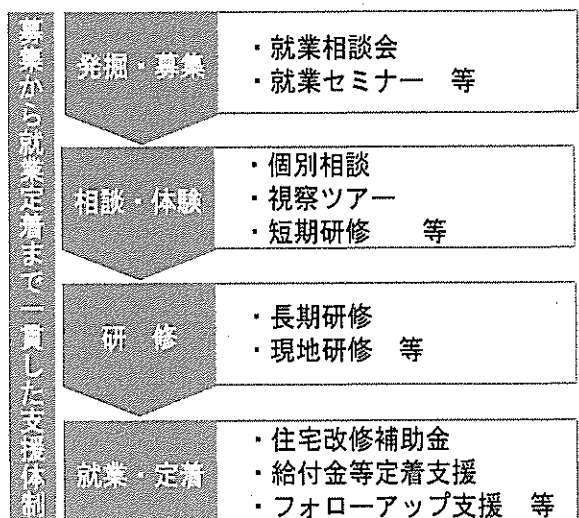 募集から就業定着まで一貫した支援体制
発掘・募集
・就業相談会
・就業セミナー　等
相談・体験
・個別相談
・視察ツアー
・短期研修　　等
研　修
・長期研修
・現地研修　等
就業・定着
・住宅改修補助金
・給付金等定着支援
・フォローアップ支援　等